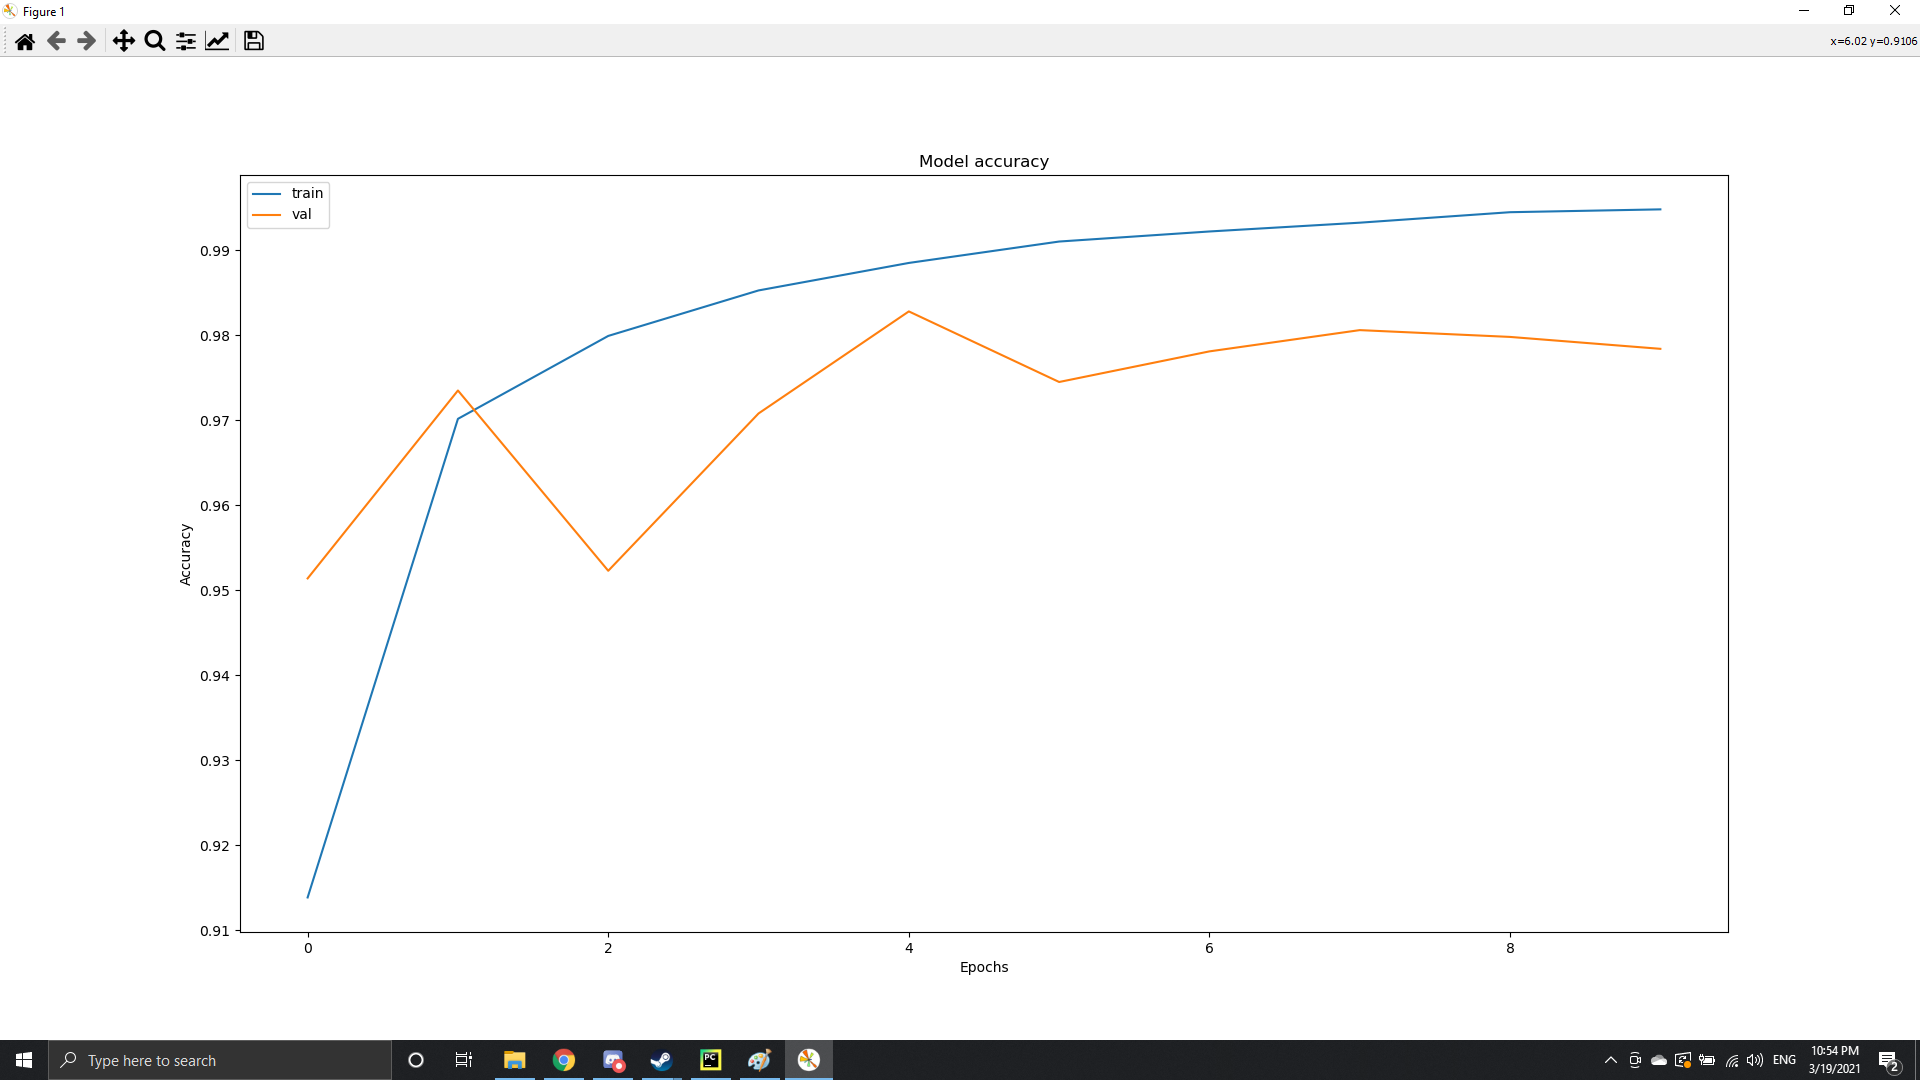 Figure 1
x=6.02 y=0.9106
Model accuracy
train
val
0.99
0.98
0.97
0.96
0.95
0.94
0.93
0.92
0.91
Accuracy
0 2 4 6 8
Epochs
Type here to search
PC
ENG
10:54 PM
3/19/2021
2